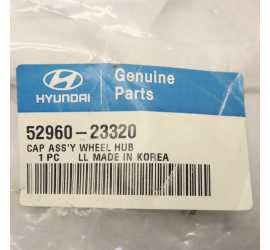 HYUNDAI
Genuine
Parts
52960-23320
CAP ASS'Y WHEEL HUB
1 PC LL MADE IN KOREA